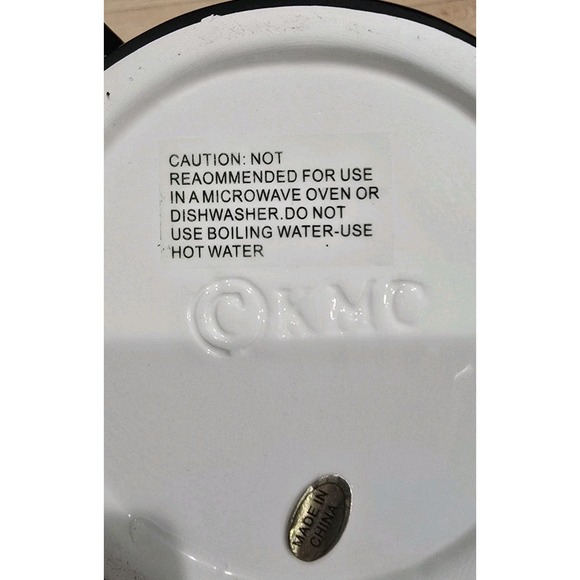 CAUTION: NOT
REAOMMENDED FOR USE
IN A MICROWAVE OVEN OR
DISHWASHER.DO NOT
USE BOILING WATER-USE
HOT WATER
©KMC
MADE IN
CHINA